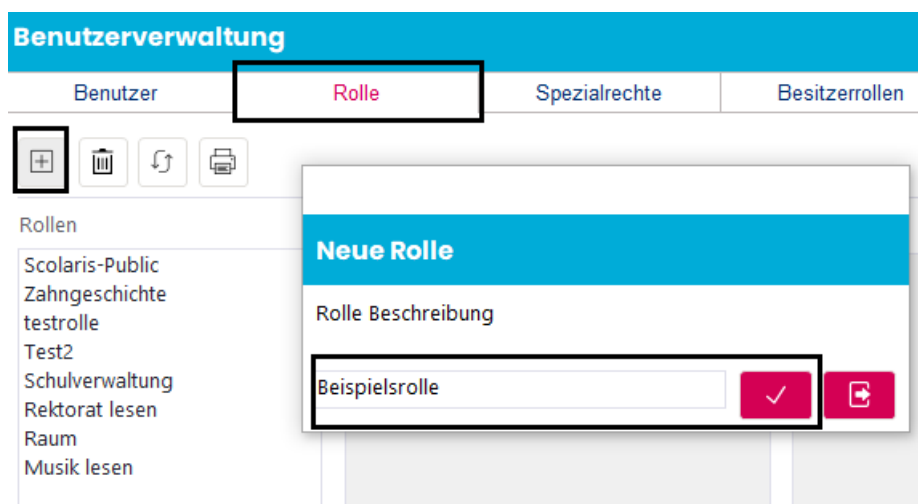 Benutzerverwaltung
Benutzer Rolle Spezialrechte Besitzerrollen
Rollen
Scolaris-Public
Zahngeschichte
testrolle
Test2
Schulverwaltung
Rektorat lesen
Raum
Musik lesen
Neue Rolle
Rolle Beschreibung
Beispielsrolle